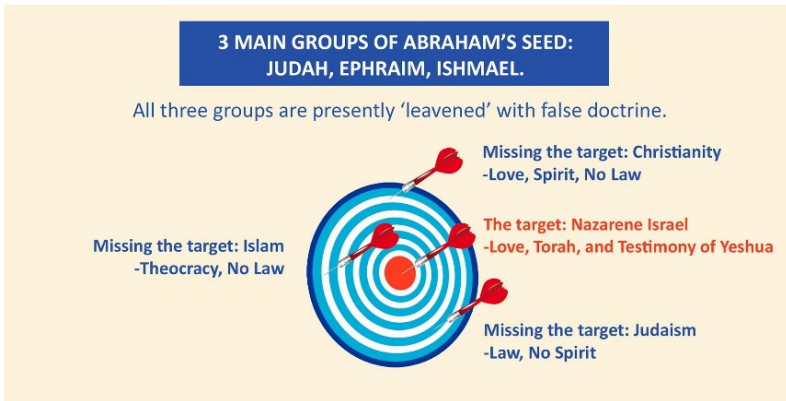 3 MAIN GROUPS OF ABRAHAM’S SEED:
JUDAH, EPHRAIM, ISHMAEL.
All three groups are presently ‘leavened’ with false doctrine.
Missing the target: Christianity
-Love, Spirit, No Law
The target: Nazarene Israel
-Love, Torah, and Testimony of Yeshua
Missing the target: Islam
-Theocracy, No Law
Missing the target: Judaism
-Law, No Spirit